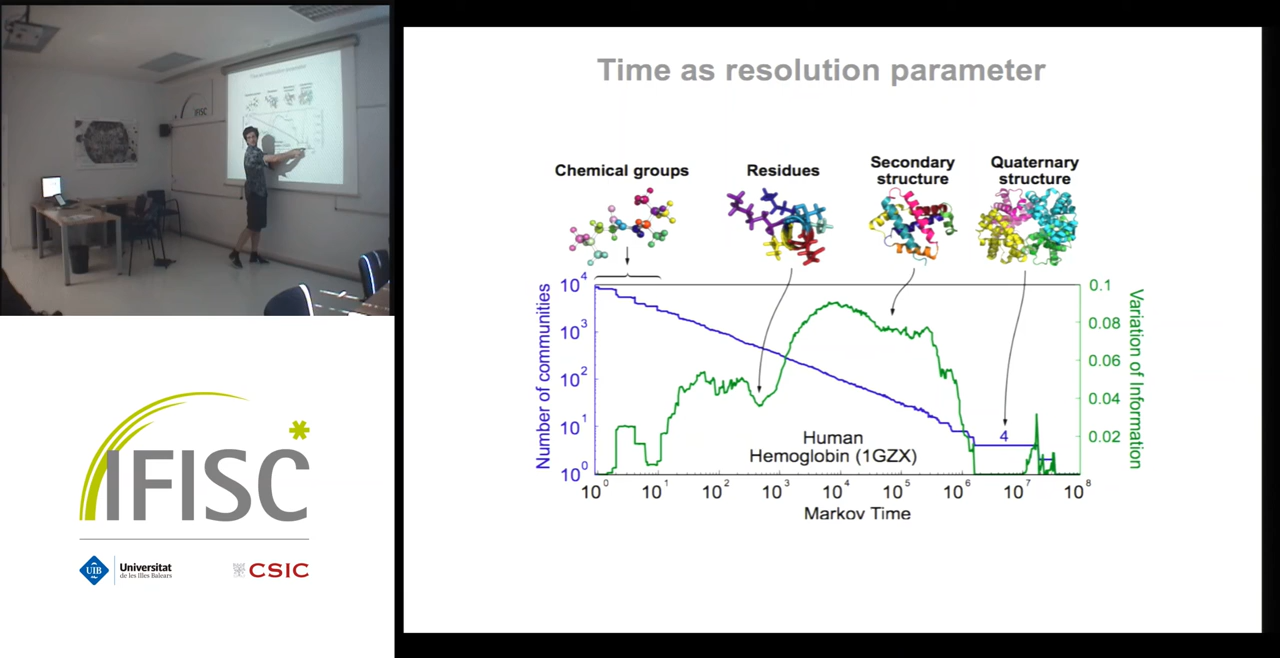 Time as resolution parameter
Chemical groups
Residues
Secondary
structure
Quaternary
structure
10^4
10^3
10^2
10^1
10^0
Number of communities
0.1
0.08
0.06
0.04
0.02
Variation of Information
4
Human
Hemoglobin (1GZX)
10^0 10^1 10^2 10^3 10^4 10^5 10^6 10^7 10^8
Markov Time
IFISC
IFISC
UIB
Universitat
de les Illes Balears
CSIC